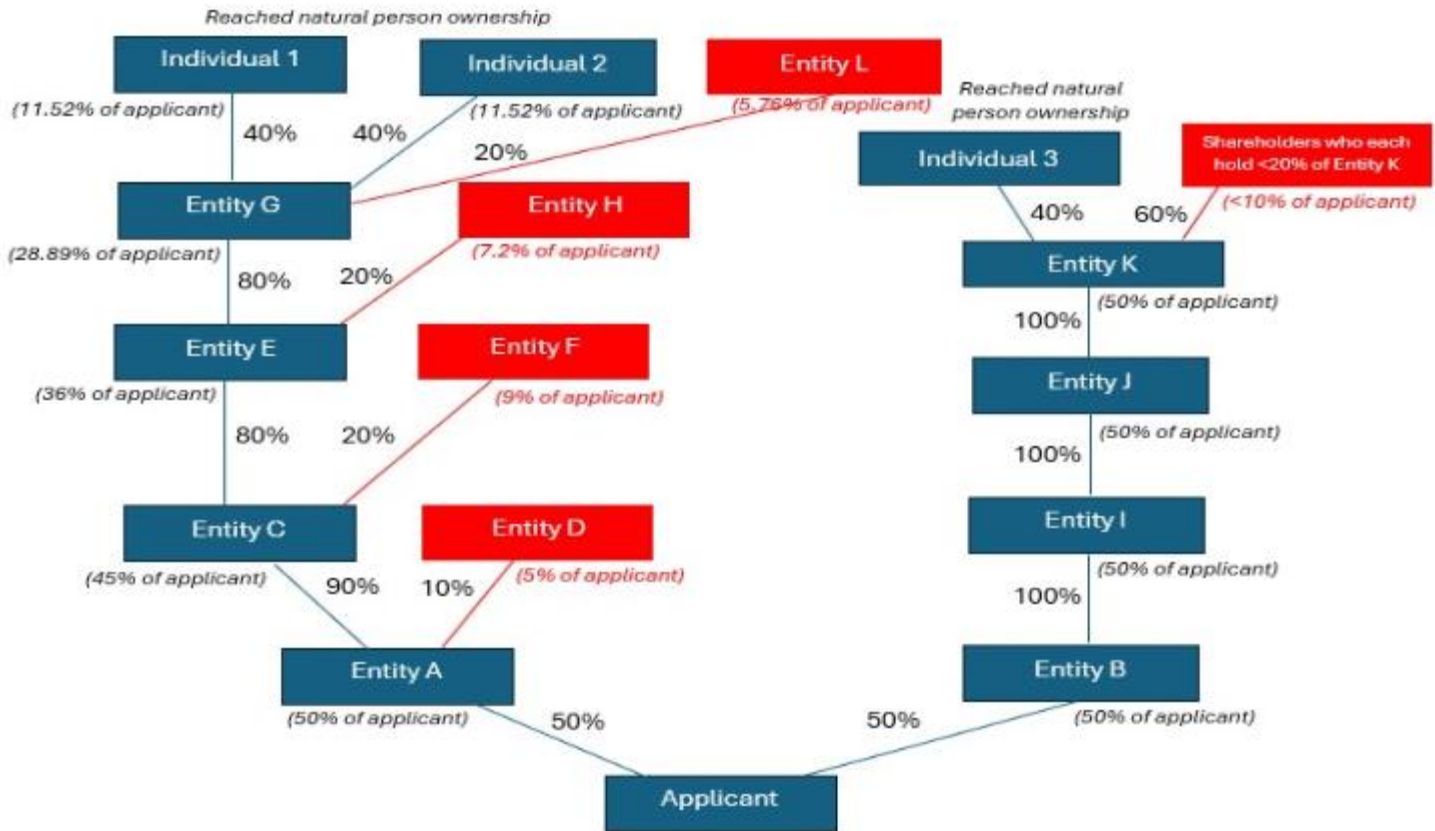 Reached natural person ownership
Individual 1
Individual 2
Entity L
(11.52% of applicant)
(11.52% of applicant)
(5.76% of applicant)
Reached natural
person ownership
40%
40%
20%
Individual 3
Shareholders who each
hold <20% of Entity K
(<10% of applicant)
Entity G
Entity H
40%
60%
(28.89% of applicant)
(7.2% of applicant)
Entity K
80%
20%
(50% of applicant)
100%
Entity E
Entity F
Entity J
(36% of applicant)
(9% of applicant)
(50% of applicant)
80%
20%
100%
Entity C
Entity D
Entity I
(45% of applicant)
90%
10%
(5% of applicant)
(50% of applicant)
100%
Entity A
Entity B
(50% of applicant)
50%
50%
(50% of applicant)
Applicant